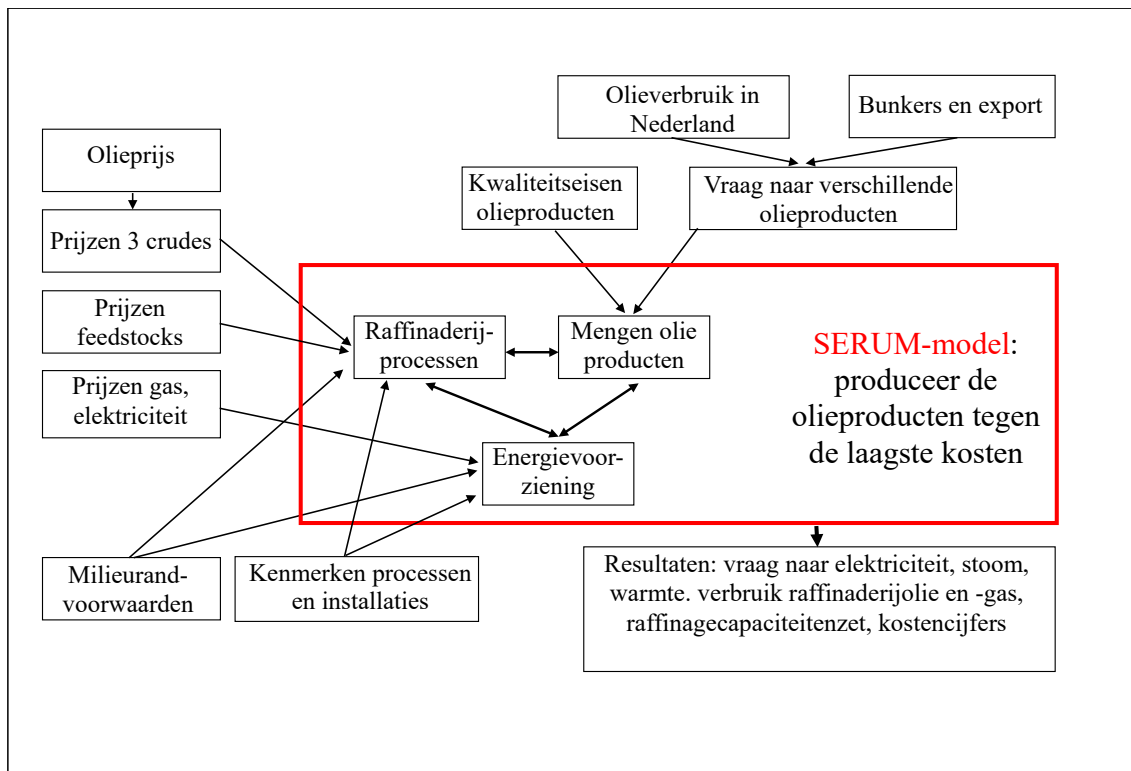 Olieverbruik in
Nederland
Bunkers en export
Olieprijs
Kwaliteitseisen
olieproducten
Vraag naar verschillende
olieproducten
Prijzen 3 crudes
Prijzen
feedstocks
Raffinaderij-
processen
Mengen olie
producten
SERUM-model:
produceer de
olieproducten tegen
de laagste kosten
Prijzen gas,
elektriciteit
Energievoor-
ziening
Milieurand-
voorwaarden
Kenmerken processen
en installaties
Resultaten: vraag naar elektriciteit, stoom,
warmte. verbruik raffinaderijolie en -gas,
raffinagecapaciteitenzet, kostencijfers